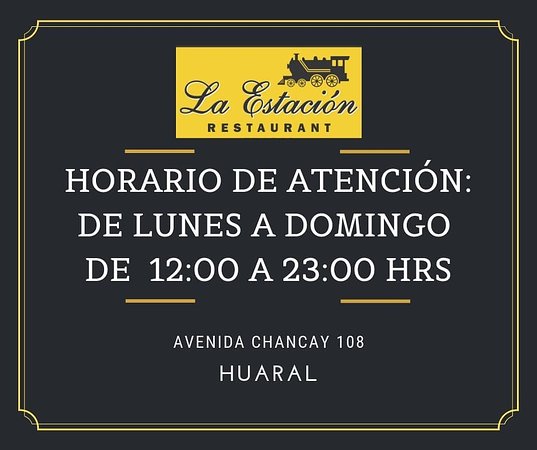 La Estación
RESTAURANT
HORARIO DE ATENCIÓN:
DE LUNES A DOMINGO
DE 12:00 A 23:00 HRS
AVENIDA CHANCAY 108
HUARAL